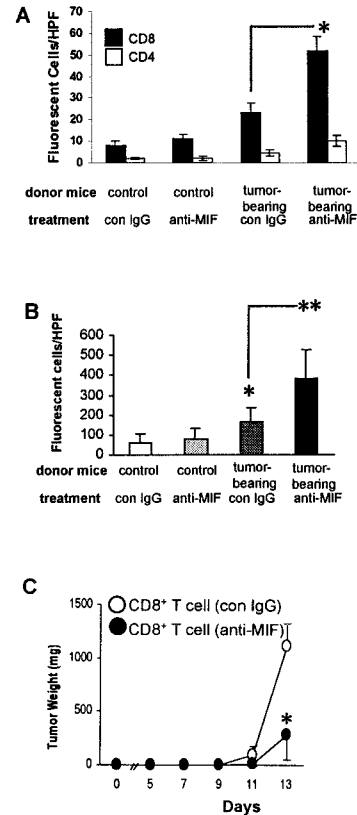 A
Fluorescent Cells/HPF
70
60
50
40
30
20
10
0
CD8
CD4
*
donor mice control control tumor-bearing tumor-bearing
treatment con IgG anti-MIF con IgG anti-MIF
B
Fluorescent cells/HPF
600
500
400
300
200
100
0
*
**
donor mice control control tumor-bearing tumor-bearing
treatment con IgG anti-MIF con IgG anti-MIF
C
Tumor Weight (mg)
1500
1000
500
0
CD8⁺ T cell (con IgG)
CD8⁺ T cell (anti-MIF)
*
0 5 7 9 11 13
Days